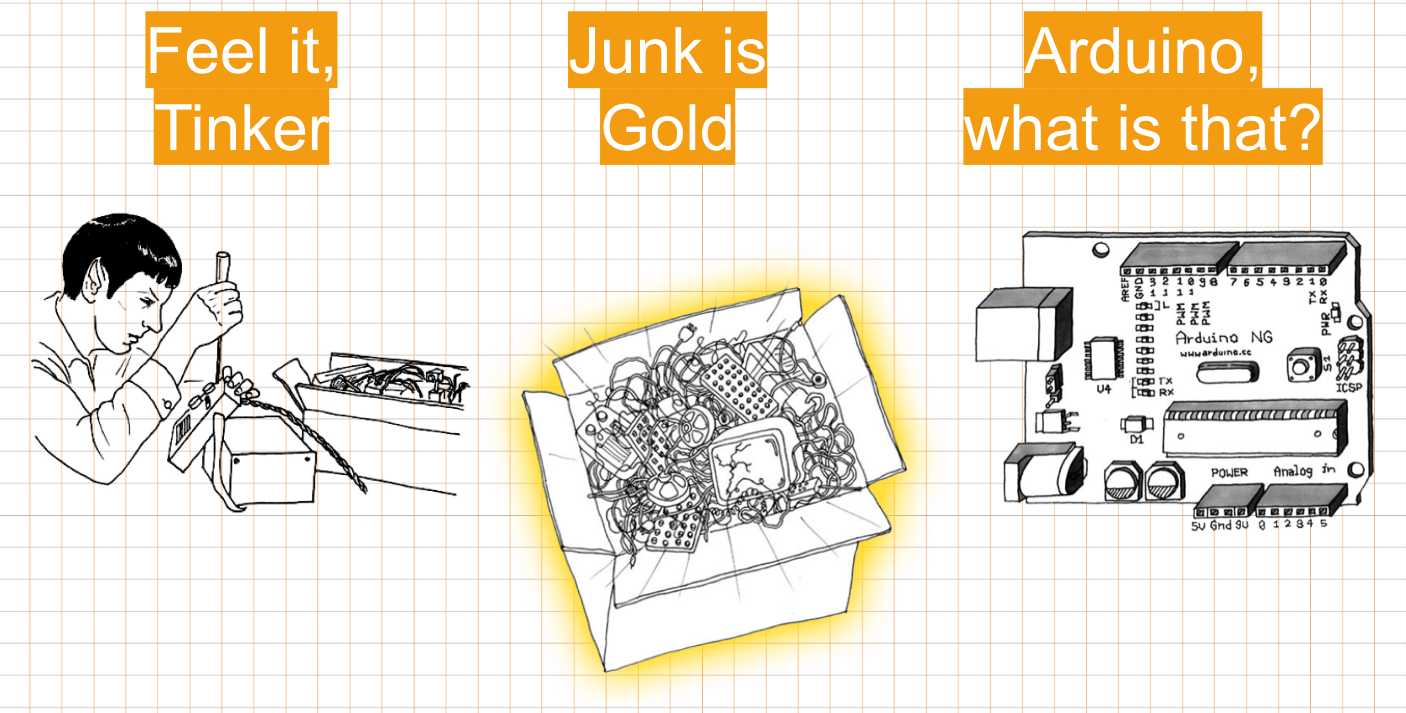 Feel it,
Tinker
Junk is
Gold
Arduino,
what is that?
AREF
GND
13
12
11
10
9
8
7
6
5
4
3
2
1
0
TX
RX
L
PWM
PWM
PWM
PWR
Arduino NG
www.arduino.cc
U4
S2
ICSP
TX
RX
D1
POWER
Analog in
5V Gnd 9V 0 1 2 3 4 5